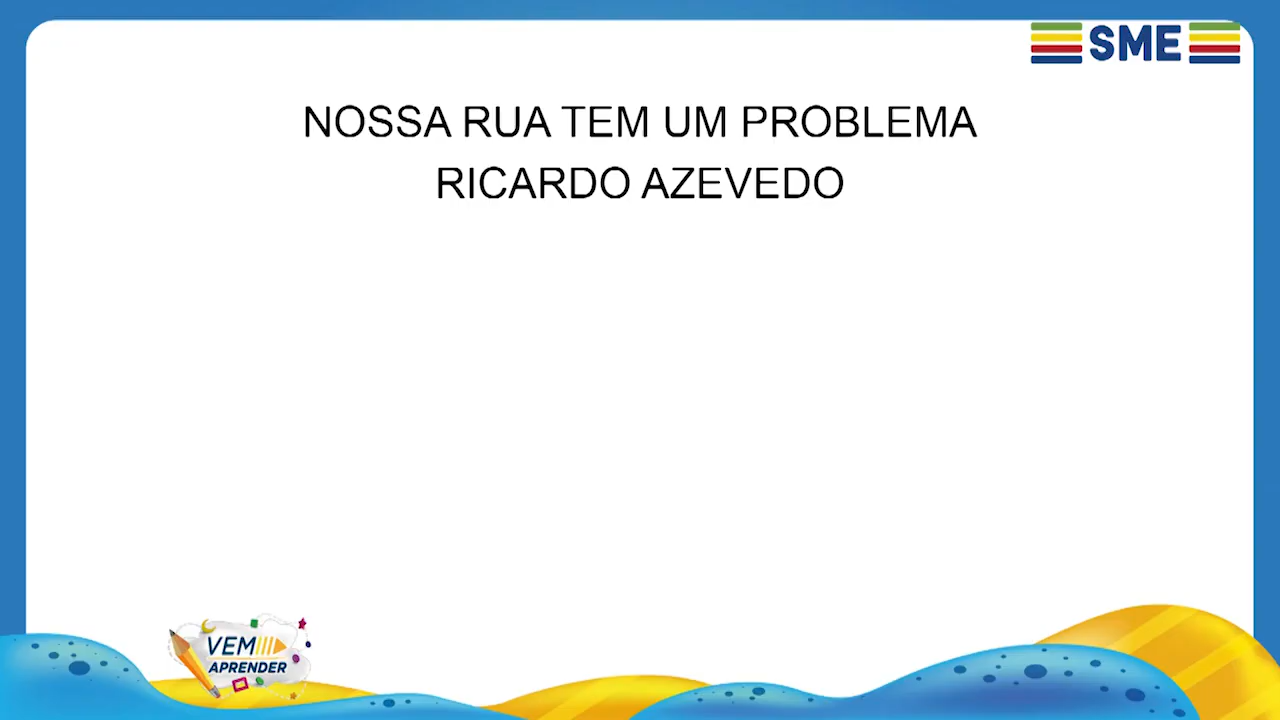 SME
NOSSA RUA TEM UM PROBLEMA
RICARDO AZEVEDO
VEM
APRENDER